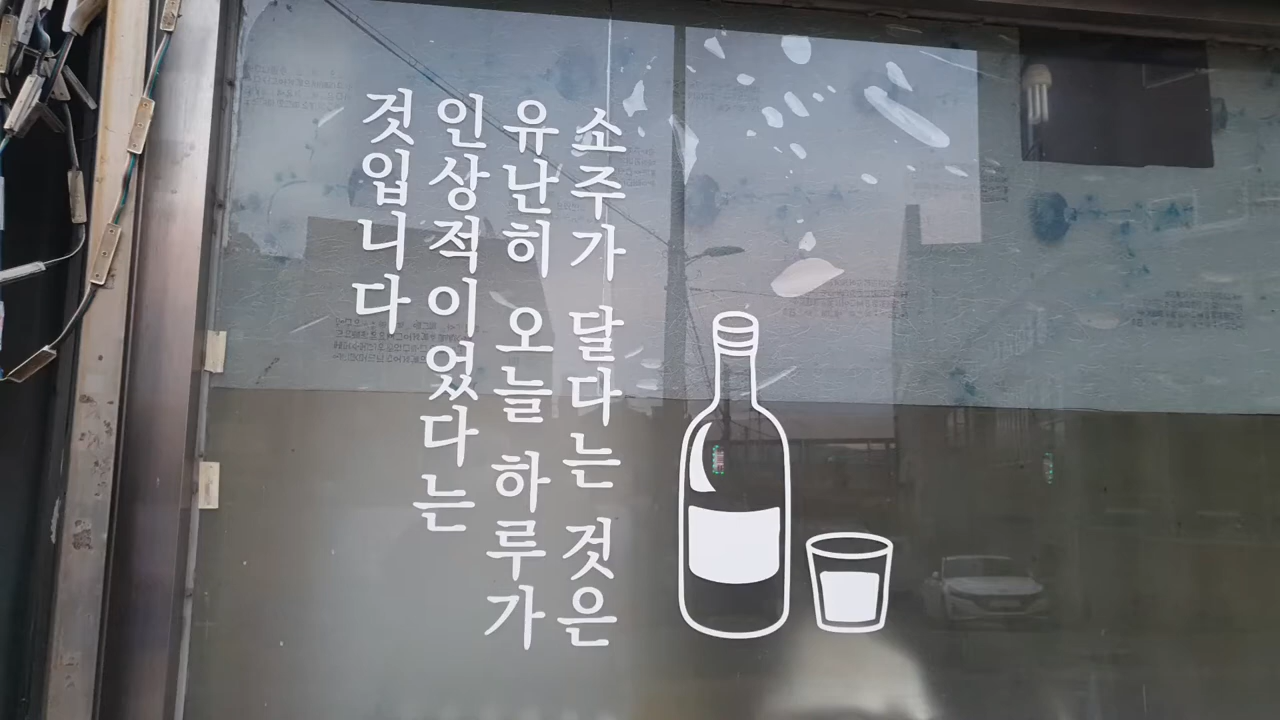 소주가 달다는 것은
유난히 오늘 하루가
인상적이었다는
것입니다